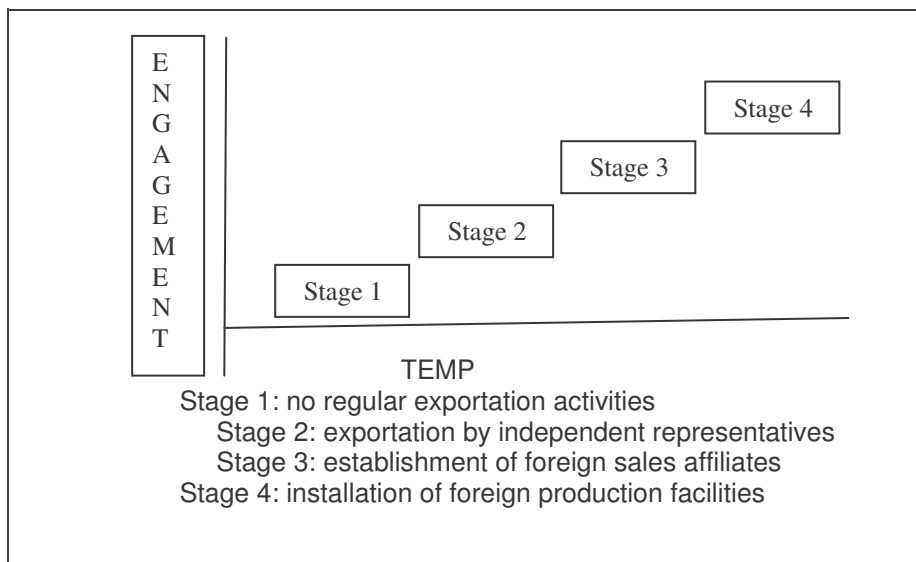 ENGAGEMENT
Stage 4
Stage 3
Stage 2
Stage 1
TEMP
Stage 1: no regular exportation activities
Stage 2: exportation by independent representatives
Stage 3: establishment of foreign sales affiliates
Stage 4: installation of foreign production facilities